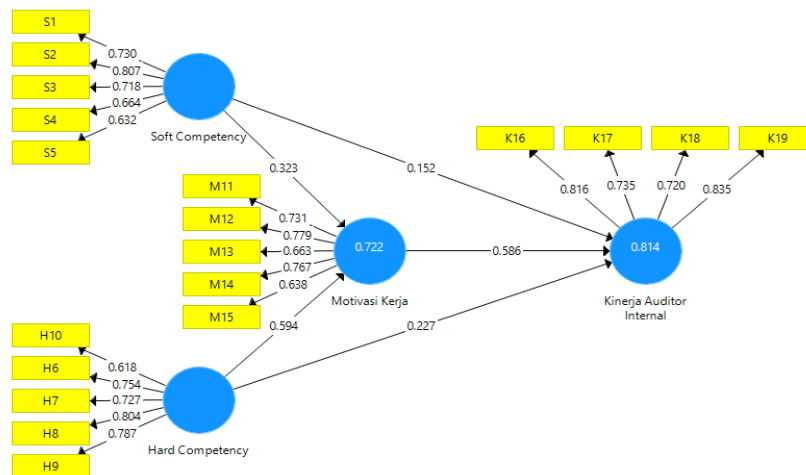 S1
S2
S3
S4
S5
0.730
0.807
0.718
0.664
0.632
Soft Competency
0.323
0.152
K16
K17
K18
K19
0.816
0.735
0.720
0.835
M11
M12
M13
M14
M15
0.731
0.779
0.663
0.767
0.638
0.722
Motivasi Kerja
0.586
0.814
Kinerja Auditor
Internal
0.594
0.227
H10
H6
H7
H8
H9
0.618
0.754
0.727
0.804
0.787
Hard Competency